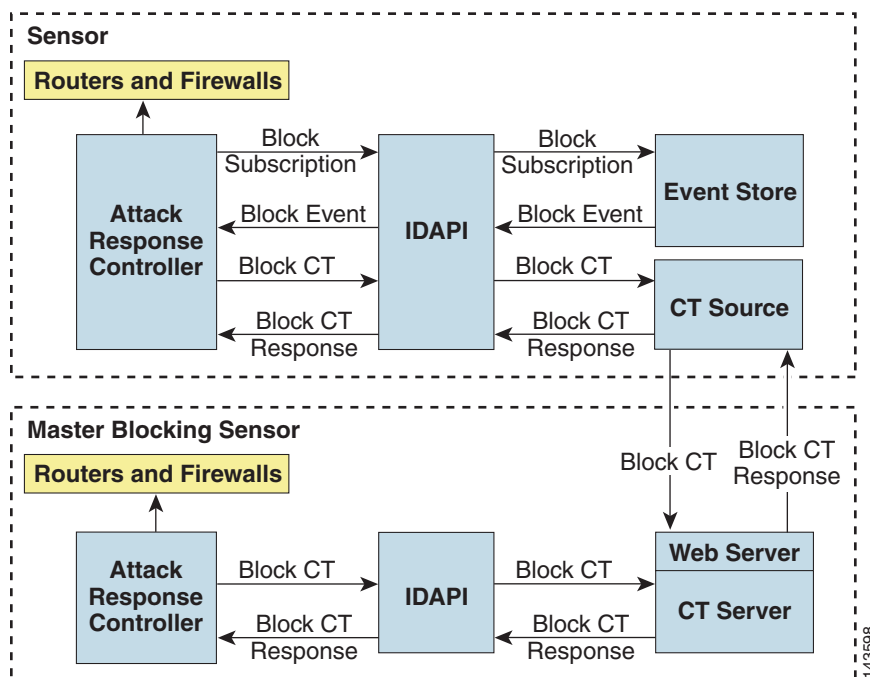 Sensor
Routers and Firewalls
Block
Subscription
Block
Subscription
Attack
Response
Controller
IDAPI
Event Store
Block Event
Block Event
Block CT
Block CT
CT Source
Block CT
Response
Block CT
Response
Master Blocking Sensor
Block CT
Block CT
Response
Routers and Firewalls
Attack
Response
Controller
Block CT
IDAPI
Block CT
Web Server
CT Server
Block CT
Response
Block CT
Response
143598